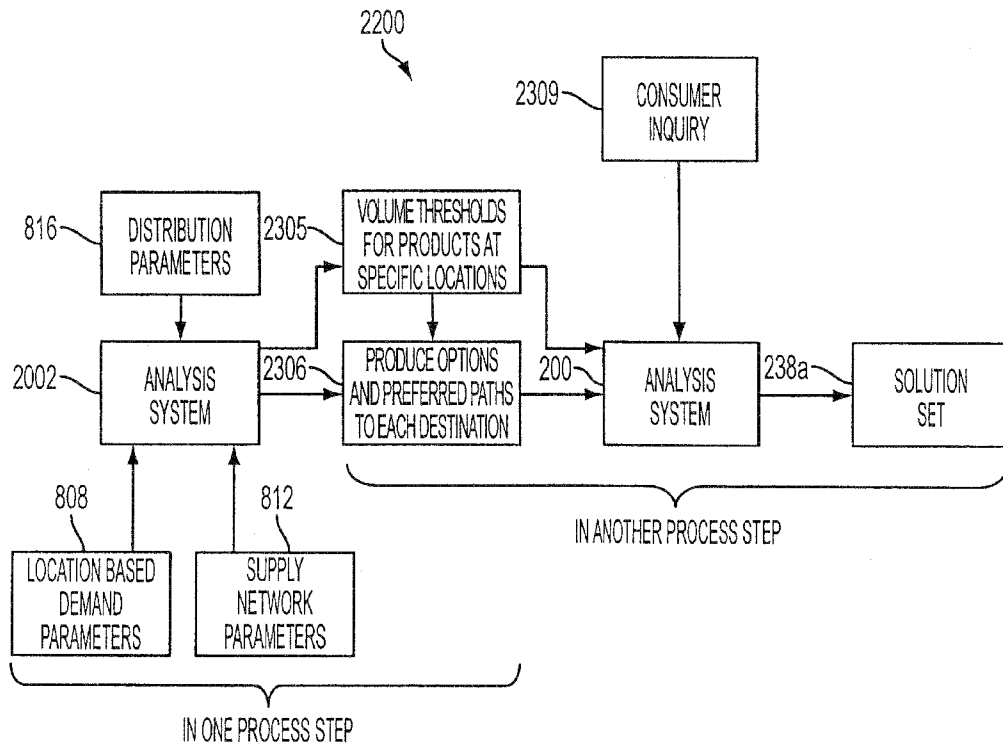 2200
2309
CONSUMER
INQUIRY
816
DISTRIBUTION
PARAMETERS
2305
VOLUME THRESHOLDS
FOR PRODUCTS AT
SPECIFIC LOCATIONS
2002
ANALYSIS
SYSTEM
2306
PRODUCE OPTIONS
AND PREFERRED PATHS
TO EACH DESTINATION
200
ANALYSIS
SYSTEM
238a
SOLUTION
SET
IN ANOTHER PROCESS STEP
808
LOCATION BASED
DEMAND
PARAMETERS
812
SUPPLY
NETWORK
PARAMETERS
IN ONE PROCESS STEP